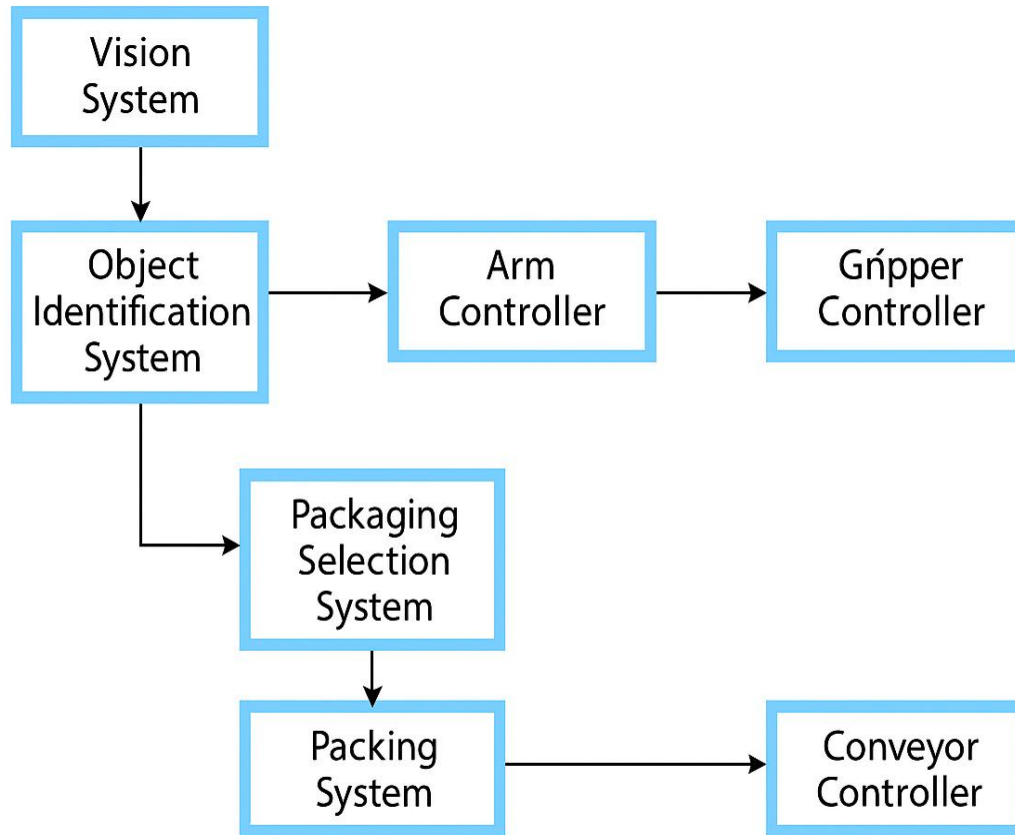 Vision
System
Object
Identification
System
Arm
Controller
Gńpper
Controller
Packaging
Selection
System
Packing
System
Conveyor
Controller